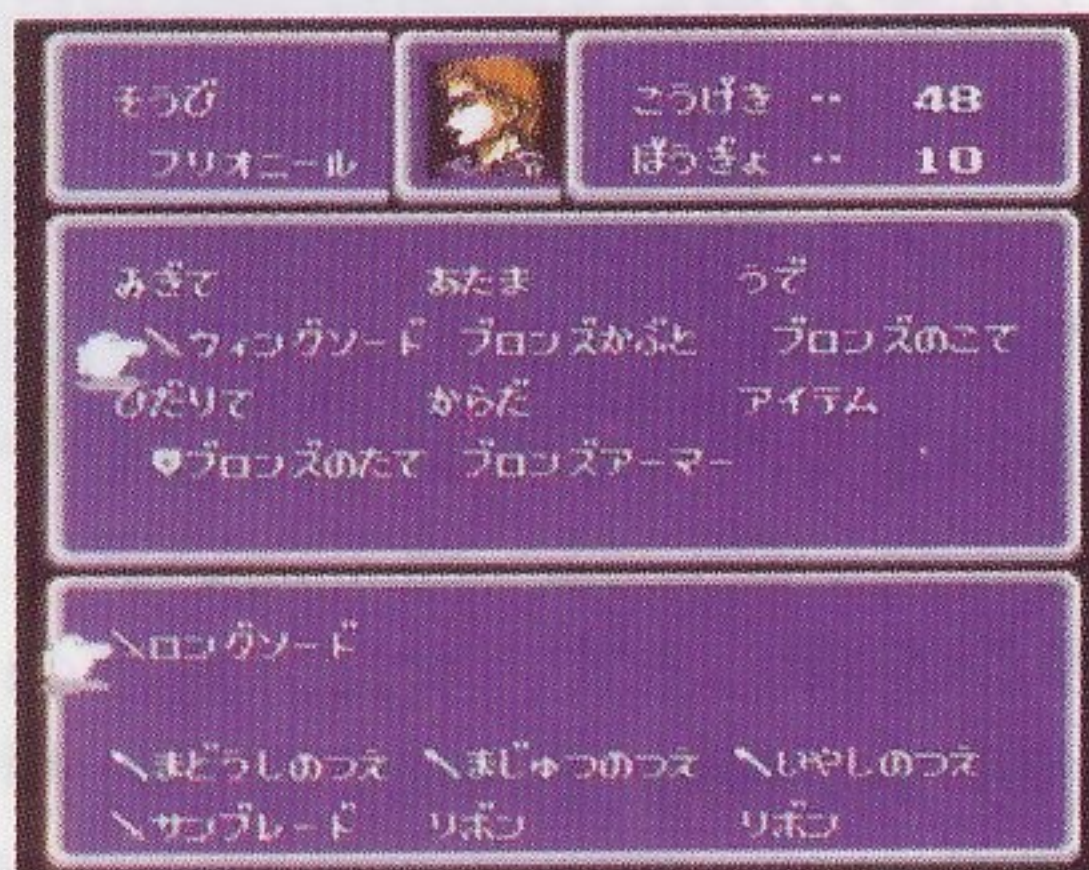 そうび
フリオニール
こうげき ‥ 48
ぼうぎょ ‥ 10
みぎて あたま うで
ウィングソード ブロンズかぶと ブロンズのこて
ひだりて からだ アイテム
ブロンズのたて ブロンズアーマー
ロングソード
まどうしのつえ まじゅつのつえ いやしのつえ
サンブレード リボン リボン